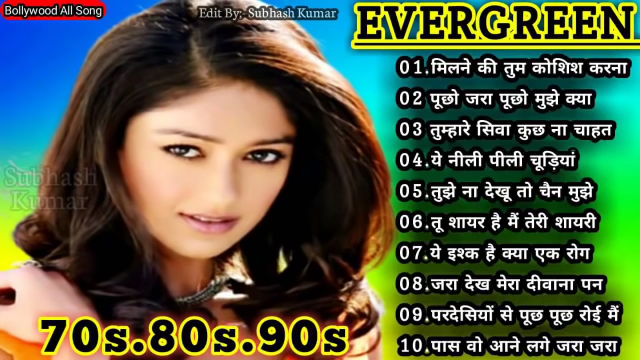 Bollywood All Song
Edit By;- Subhash Kumar
EVERGREEN
01.मिलने की तुम कोशिश करना
02 पूछो जरा पूछो मुझे क्या
03 तुम्हारे सिवा कुछ ना चाहत
04.ये नीली पीली चूड़ियां
05.तुझे ना देखू तो चैन मुझे
06.तू शायर है मैं तेरी शायरी
07.ये इश्क है क्या एक रोग
08.जरा देख मेरा दीवाना पन
09.परदेसियों से पूछ पूछ रोई मैं
10.पास वो आने लगे जरा जरा
Subhash
Kumar
70s.80s.90s